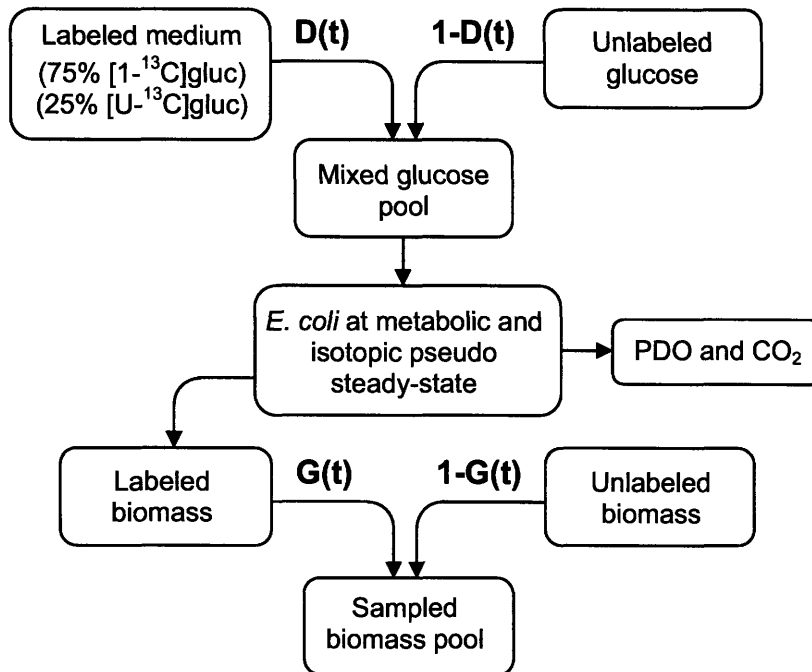 Labeled medium
(75% [1-¹³C]gluc)
(25% [U-¹³C]gluc)
D(t)
1-D(t)
Unlabeled
glucose
Mixed glucose
pool
E. coli at metabolic and
isotopic pseudo
steady-state
PDO and CO₂
Labeled
biomass
G(t)
1-G(t)
Unlabeled
biomass
Sampled
biomass pool